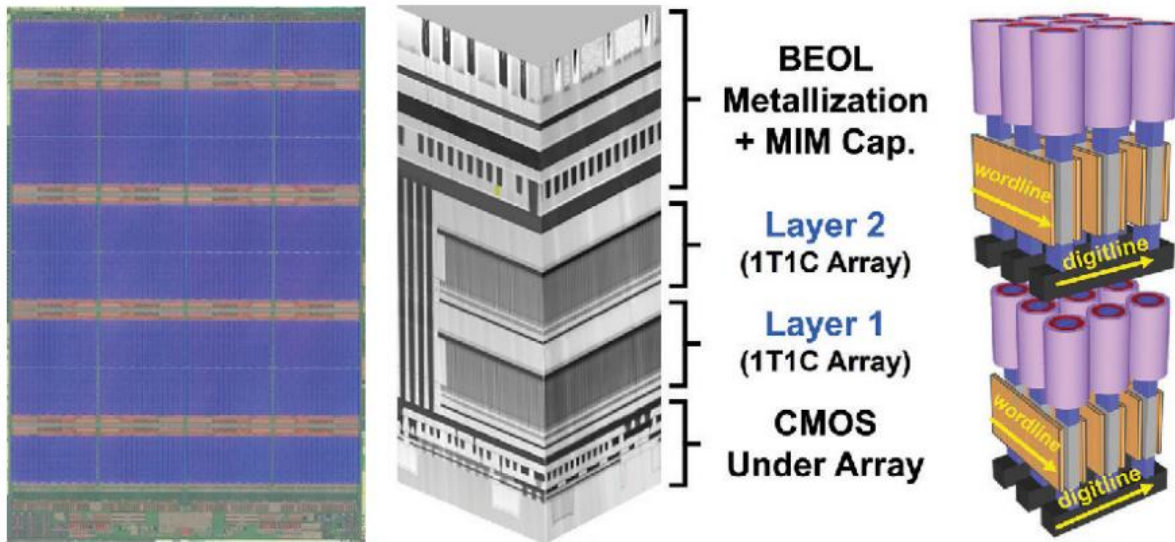 BEOL
Metallization
+ MIM Cap.
Layer 2
(1T1C Array)
Layer 1
(1T1C Array)
CMOS
Under Array
wordline
digitline
wordline
digitline